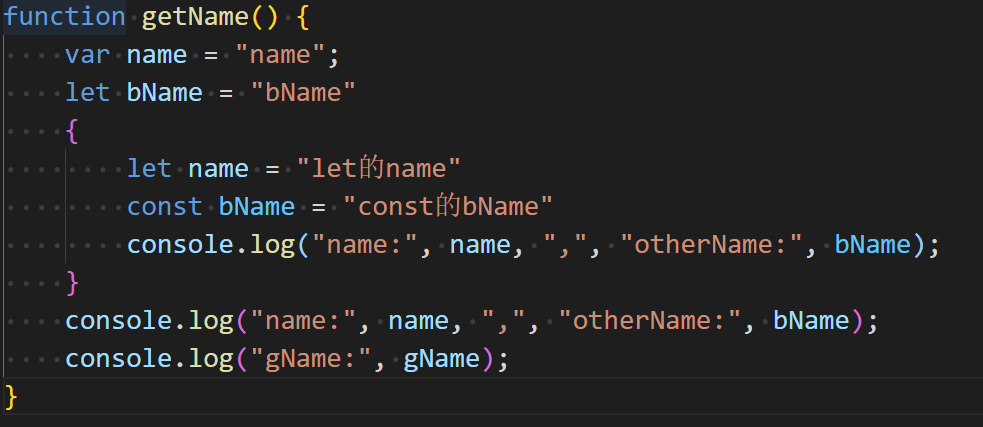 function getName() {
    var name = "name";
    let bName = "bName"
    {
        let name = "let的name"
        const bName = "const的bName"
        console.log("name:", name, ",", "otherName:", bName);
    }
    console.log("name:", name, ",", "otherName:", bName);
    console.log("gName:", gName);
}